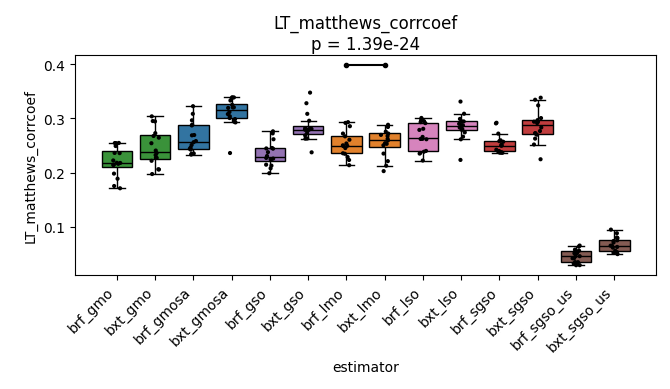 LT_matthews_corrcoef
p = 1.39e-24
LT_matthews_corrcoef
0.4
0.3
0.2
0.1
brf_gmo
bxt_gmo
brf_gmosa
bxt_gmosa
brf_gso
bxt_gso
brf_lmo
bxt_lmo
brf_lso
bxt_lso
brf_sgso
bxt_sgso
brf_sgso_us
bxt_sgso_us
estimator